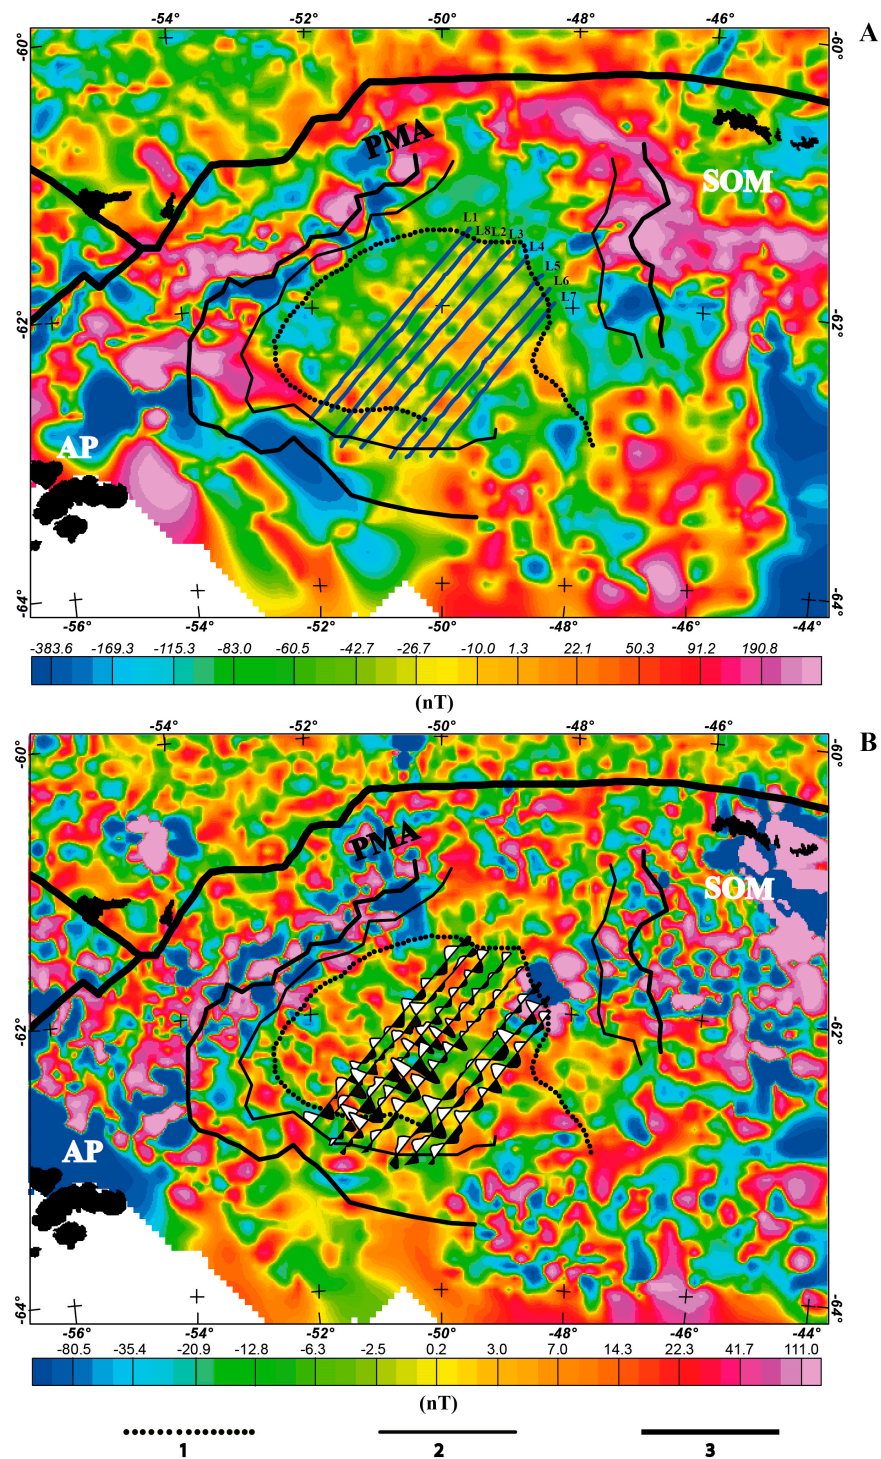 -54° -52° -50° -48° -46°
A
-60° -60°
PMA
SOM
L1
L8 L2 L3
L4
L5
L6
L7
-62° -62°
AP
-64° -64°
-56° -54° -52° -50° -48° -46° -44°
-383.6 -169.3 -115.3 -83.0 -60.5 -42.7 -26.7 -10.0 1.3 22.1 50.3 91.2 190.8
(nT)
-54° -52° -50° -48° -46°
B
-60° -60°
PMA
SOM
-62° -62°
AP
-64° -64°
-56° -54° -52° -50° -48° -46° -44°
-80.5 -35.4 -20.9 -12.8 -6.3 -2.5 0.2 3.0 7.0 14.3 22.3 41.7 111.0
(nT)
1 2 3